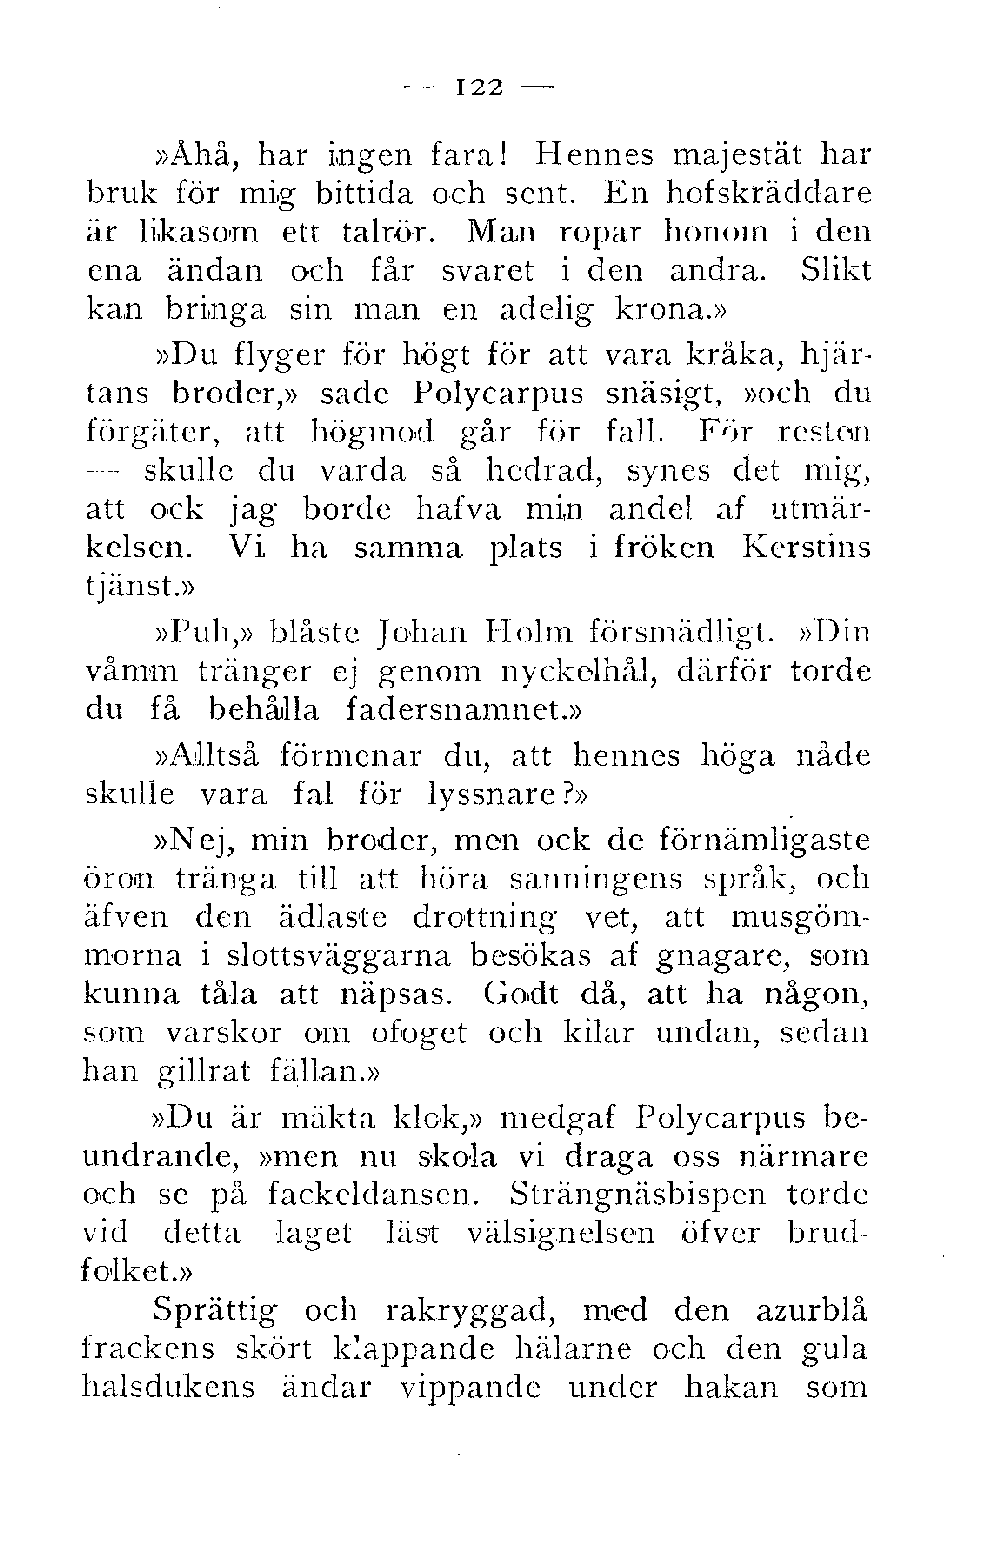 — 122 —
»Åhå, har ingen fara! Hennes majestät har
bruk för mig bittida och sent. En hofskräddare
är likasom ett talrör. Man ropar honom i den
ena ändan och får svaret i den andra. Slikt
kan bringa sin man en adelig krona.»
»Du flyger för högt för att vara kråka, hjär-
tans broder,» sade Polycarpus snäsigt, »och du
förgäter, att högmod går för fall. För resten
— skulle du varda så hedrad, synes det mig,
att ock jag borde hafva min andel af utmär-
kelsen. Vi ha samma plats i fröken Kerstins
tjänst.»
»Puh,» blåste Johan Holm försmädligt. »Din
våmm tränger ej genom nyckelhål, därför torde
du få behålla fadersnamnet.»
»Alltså förmenar du, att hennes höga nåde
skulle vara fal för lyssnare?»
»Nej, min broder, men ock de förnämligaste
öron tränga till att höra sanningens språk, och
äfven den ädlaste drottning vet, att musgöm-
morna i slottsväggarna besökas af gnagare, som
kunna tåla att näpsas. Godt då, att ha någon,
som varskor om ofoget och kilar undan, sedan
han gillrat fällan.»
»Du är mäkta klok,» medgaf Polycarpus be-
undrande, »men nu skola vi draga oss närmare
och se på fackeldansen. Strängnäsbispen torde
vid detta laget läst välsignelsen öfver brud-
folket.»
Sprättig och rakryggad, med den azurblå
frackens skört klappande hälarne och den gula
halsdukens ändar vippande under hakan som